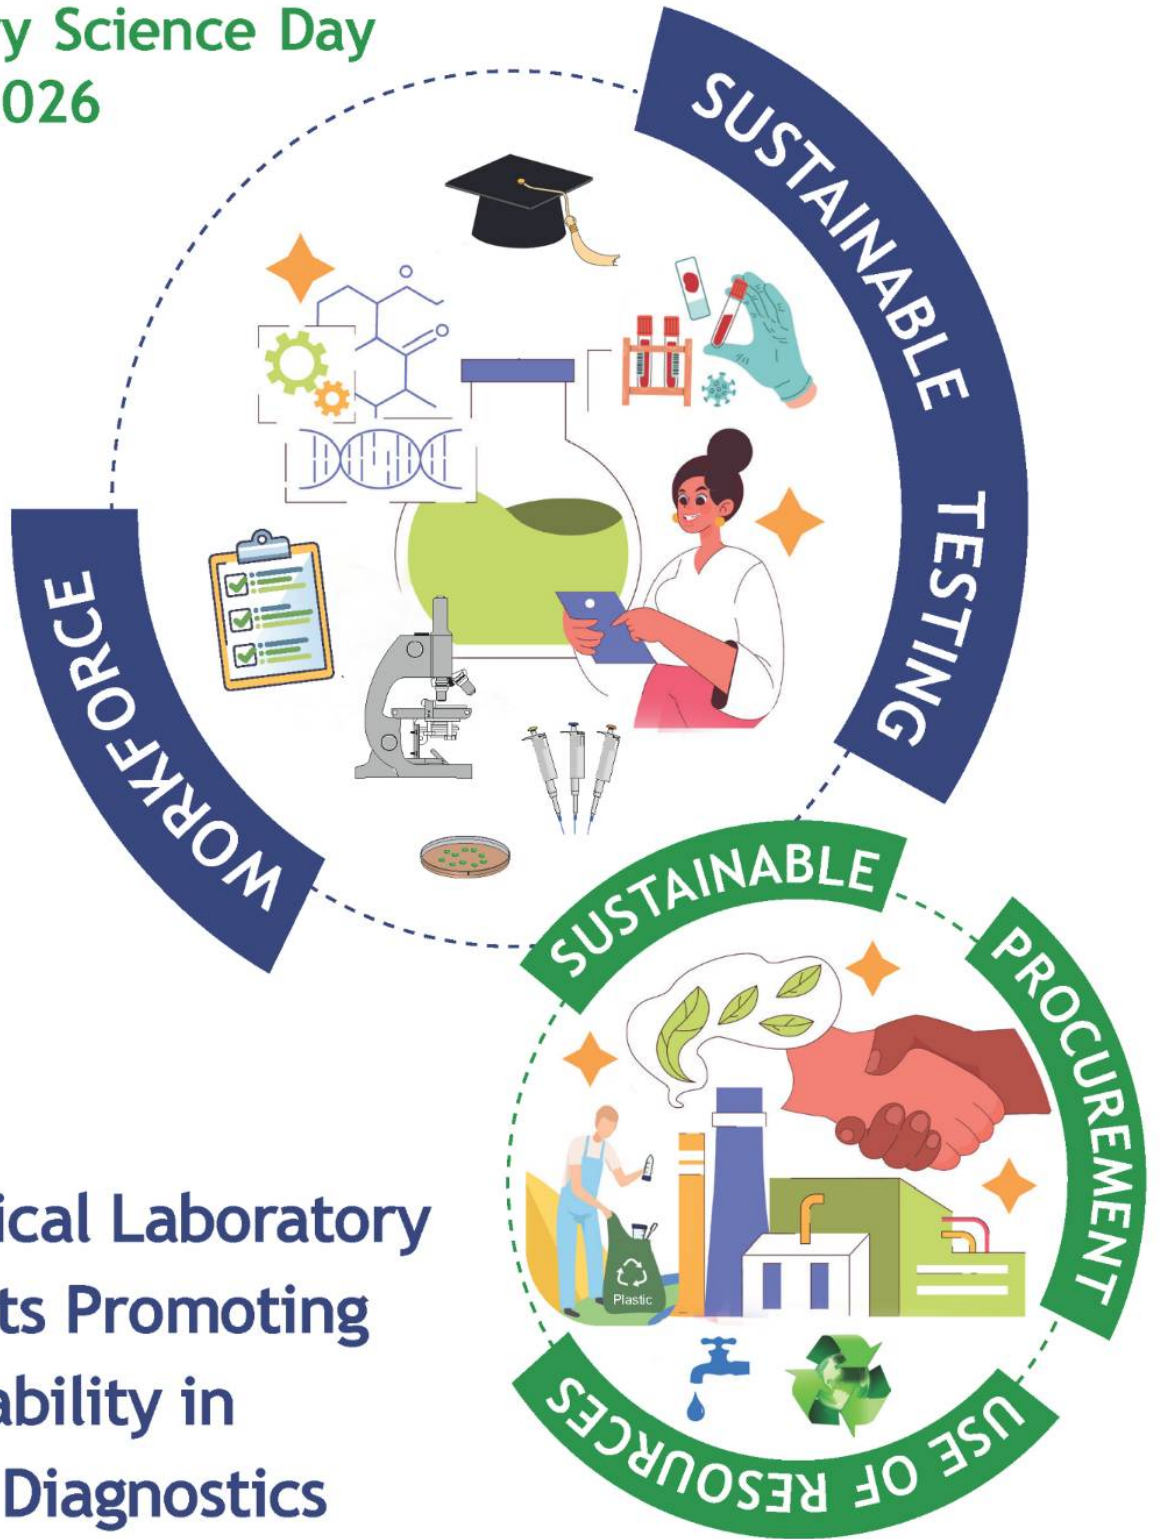 y Science Day
026
SUSTAINABLE TESTING
WORKFORCE
SUSTAINABLE
PROCUREMENT
USE OF RESOURCES
Plastic
ical Laboratory
ts Promoting
ability in
Diagnostics